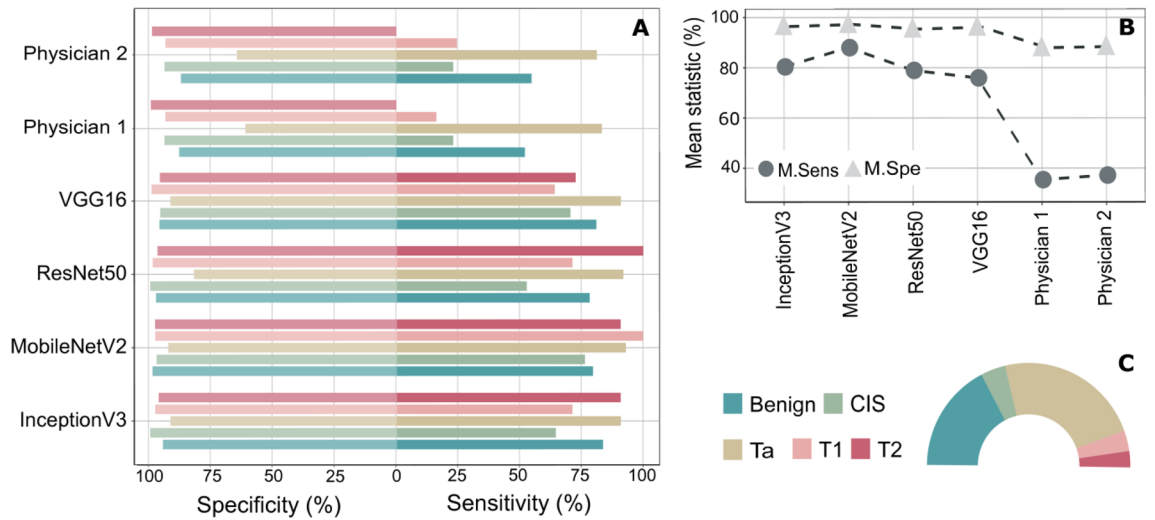 A
Physician 2
Physician 1
VGG16
ResNet50
MobileNetV2
InceptionV3
100 75 50 25 0 25 50 75 100
Specificity (%) Sensitivity (%)
B
Mean statistic (%)
100
80
60
40
M.Sens M.Spe
InceptionV3
MobileNetV2
ResNet50
VGG16
Physician 1
Physician 2
C
Benign CIS
Ta T1 T2